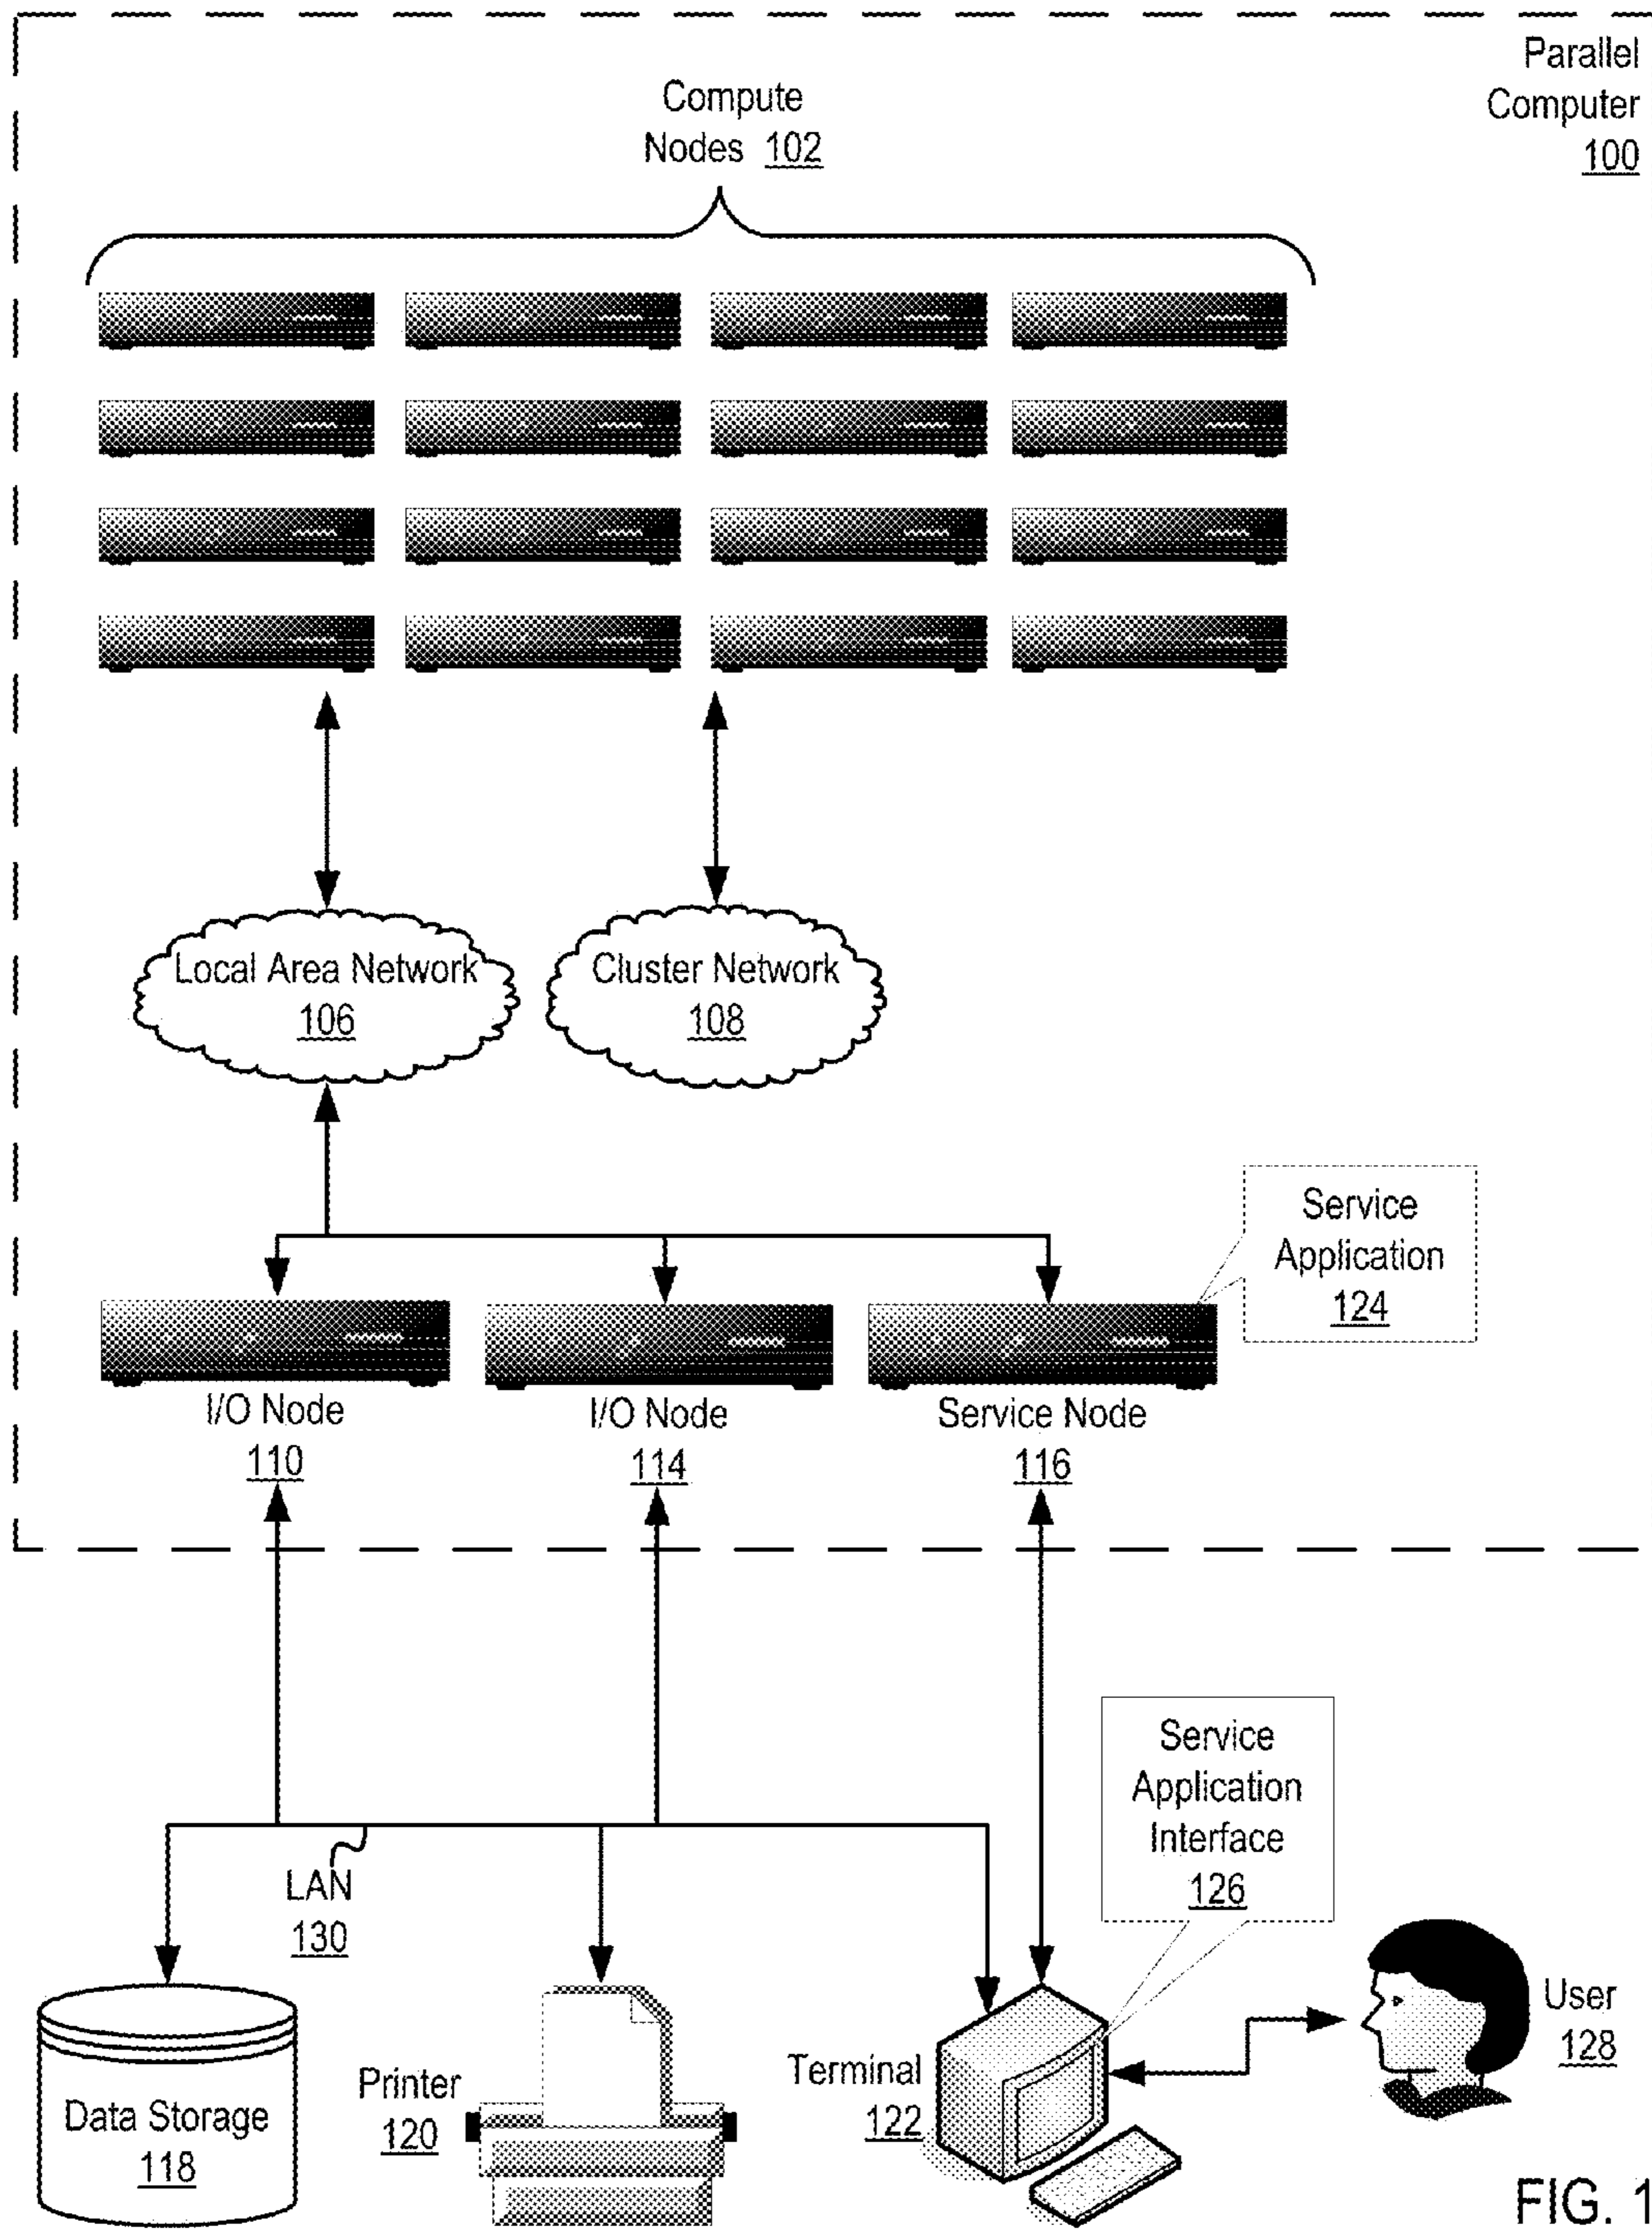 Parallel
Computer
100
Compute
Nodes 102
Local Area Network
106
Cluster Network
108
Service
Application
124
I/O Node
110
I/O Node
114
Service Node
116
Service
Application
Interface
126
LAN
130
Data Storage
118
Printer
120
Terminal
122
User
128
FIG. 1